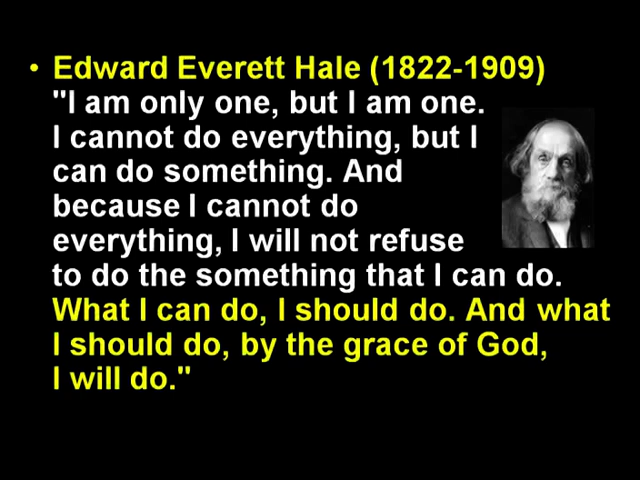 • Edward Everett Hale (1822-1909)
"I am only one, but I am one.
I cannot do everything, but I
can do something. And
because I cannot do
everything, I will not refuse
to do the something that I can do.
What I can do, I should do. And what
I should do, by the grace of God,
I will do."